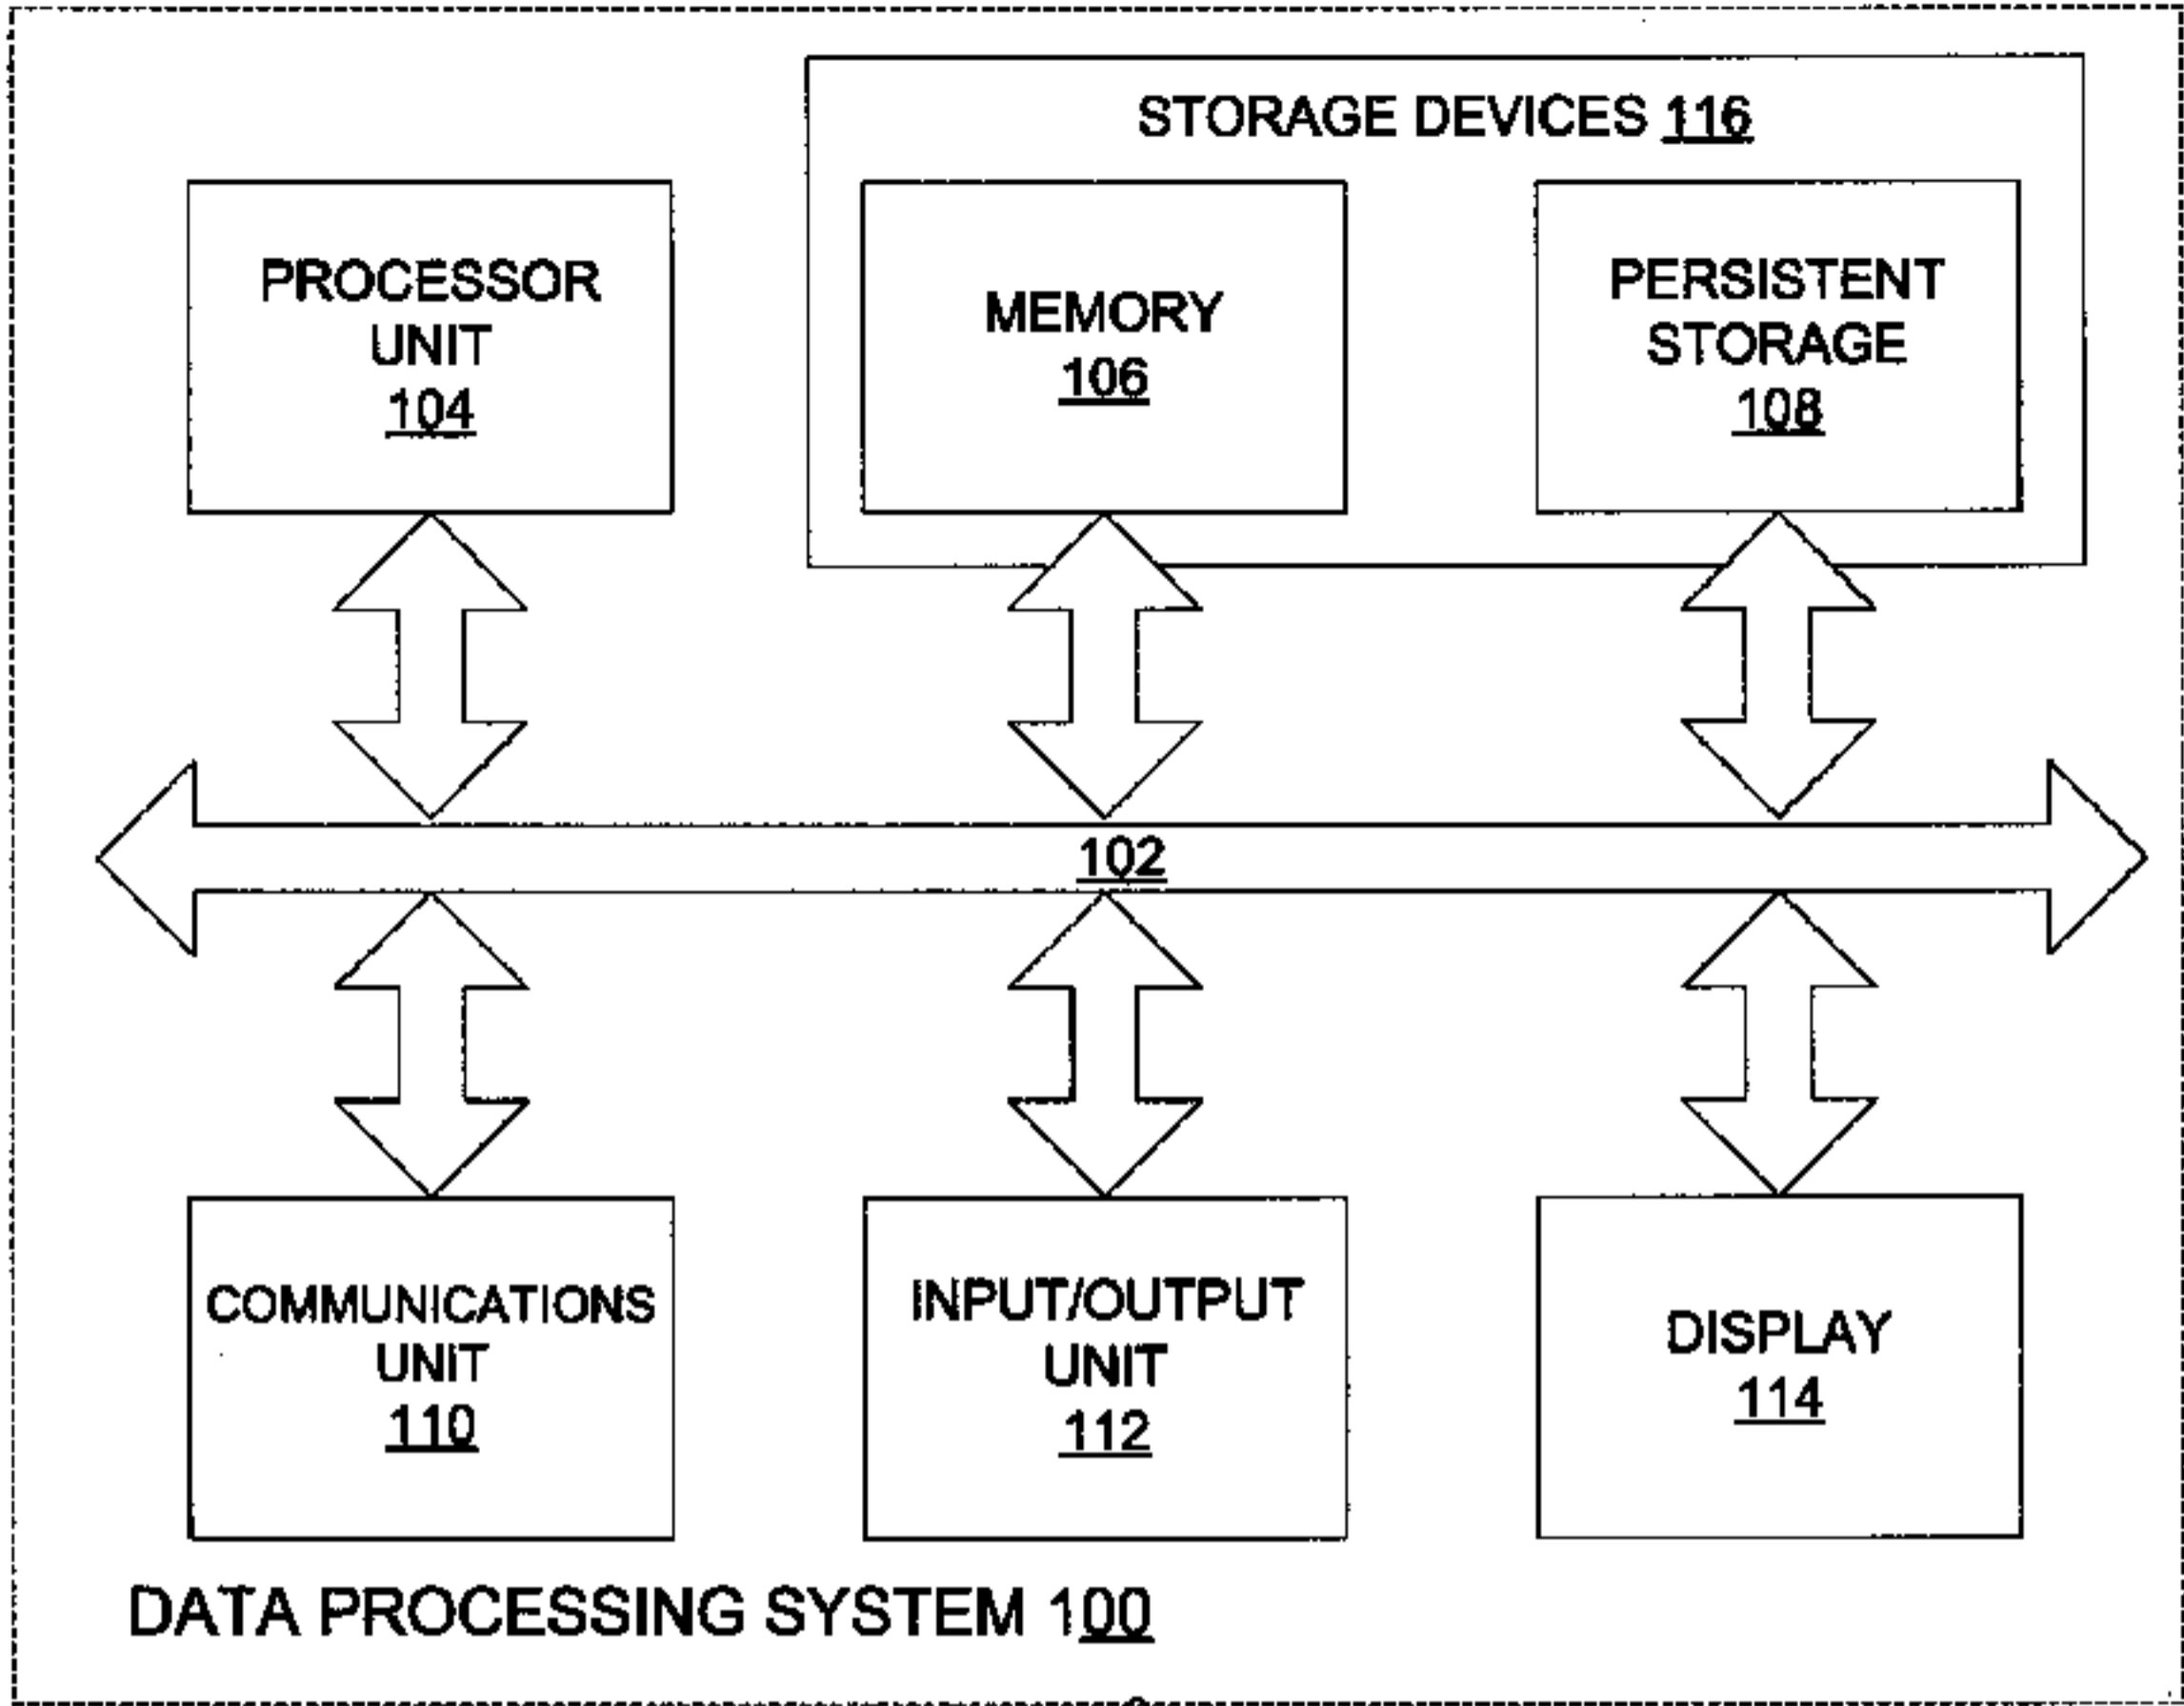 STORAGE DEVICES 116
PROCESSOR
UNIT
104
MEMORY
106
PERSISTENT
STORAGE
108
102
COMMUNICATIONS
UNIT
110
INPUT/OUTPUT
UNIT
112
DISPLAY
114
DATA PROCESSING SYSTEM 100